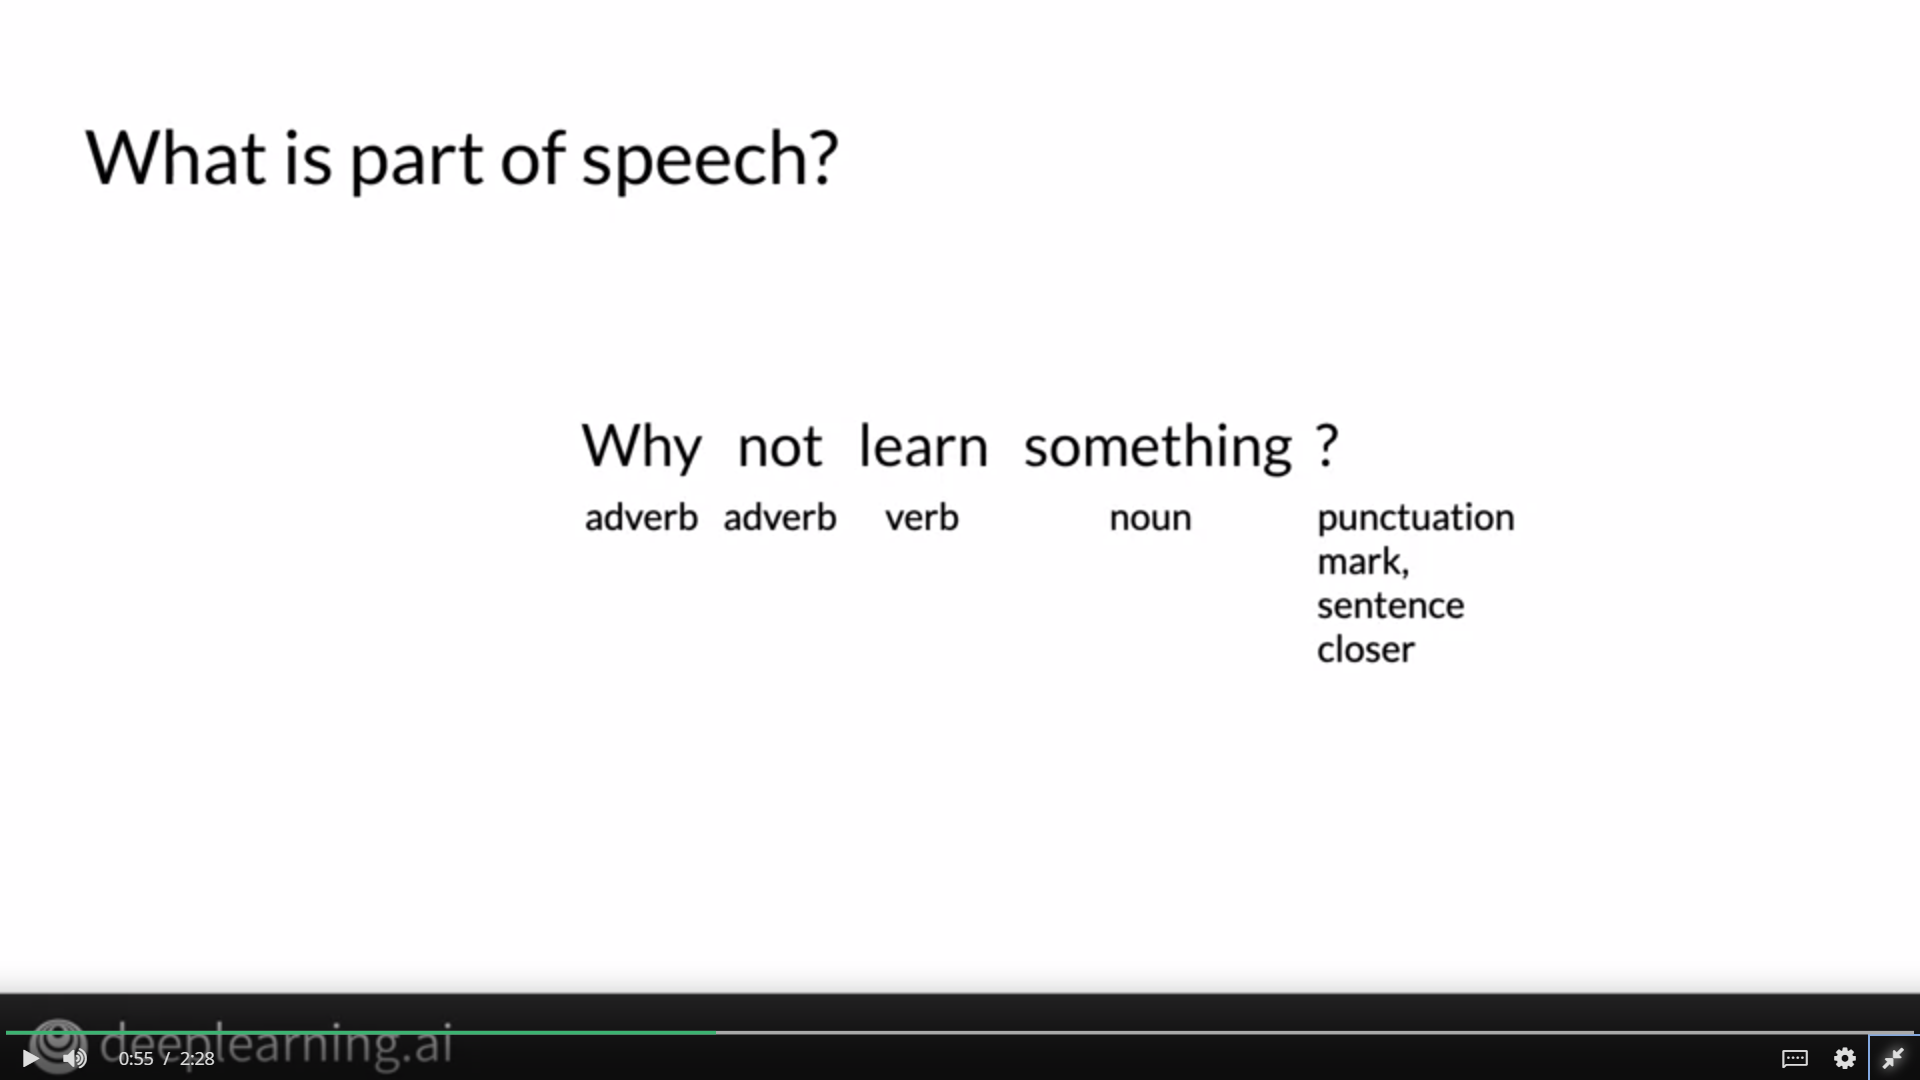 What is part of speech?
Why not learn something ?
adverb adverb verb noun punctuation
mark,
sentence
closer
deeplearning.ai
0:55 / 2:28